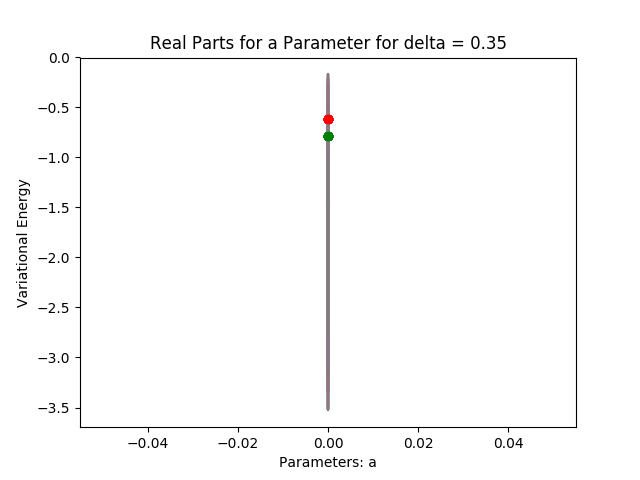 Real Parts for a Parameter for delta = 0.35
0.0
−0.5
−1.0
−1.5
−2.0
−2.5
−3.0
−3.5
Variational Energy
−0.04 −0.02 0.00 0.02 0.04
Parameters: a